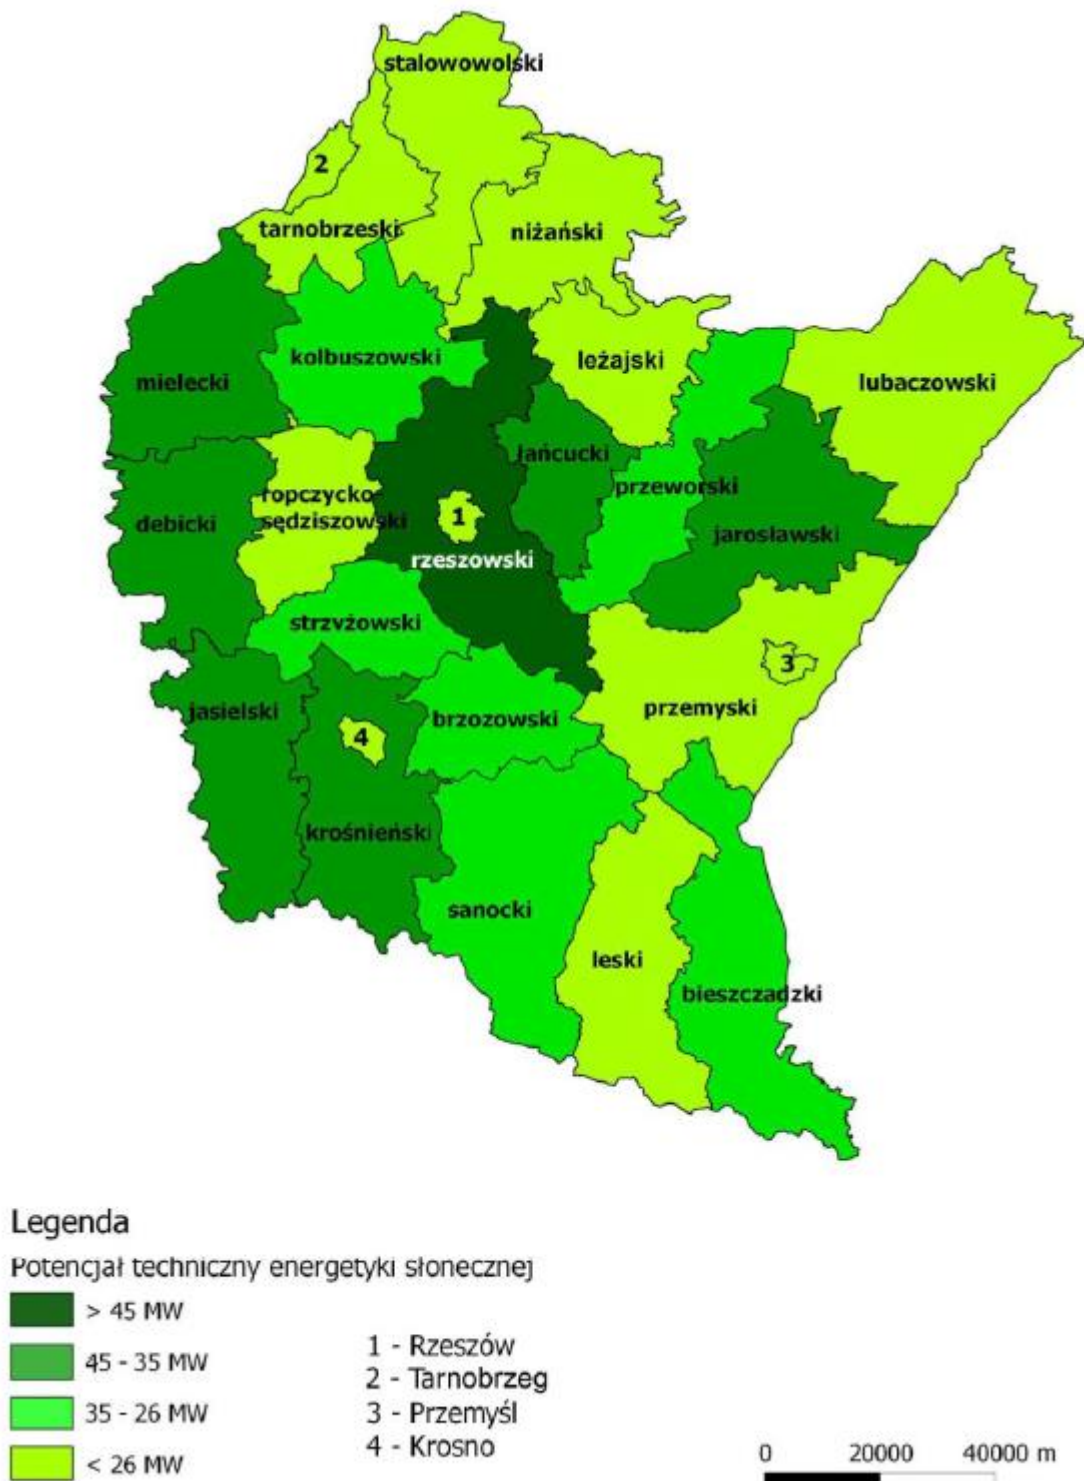 stalowowolski
2
tarnobrzeski
niżański
kolbuszowski
leżajski
mielecki
lubaczowski
łańcucki
ropczycko-
sędziszowski
przeworski
debicki
1
jarosławski
rzeszowski
strzyżowski
3
jasielski
brzozowski
przemyski
4
krośnieński
sanocki
leski
bieszczadzki
Legenda
Potencjał techniczny energetyki słonecznej
> 45 MW
45 - 35 MW
35 - 26 MW
< 26 MW
1 - Rzeszów
2 - Tarnobrzeg
3 - Przemyśl
4 - Krosno
0 20000 40000 m